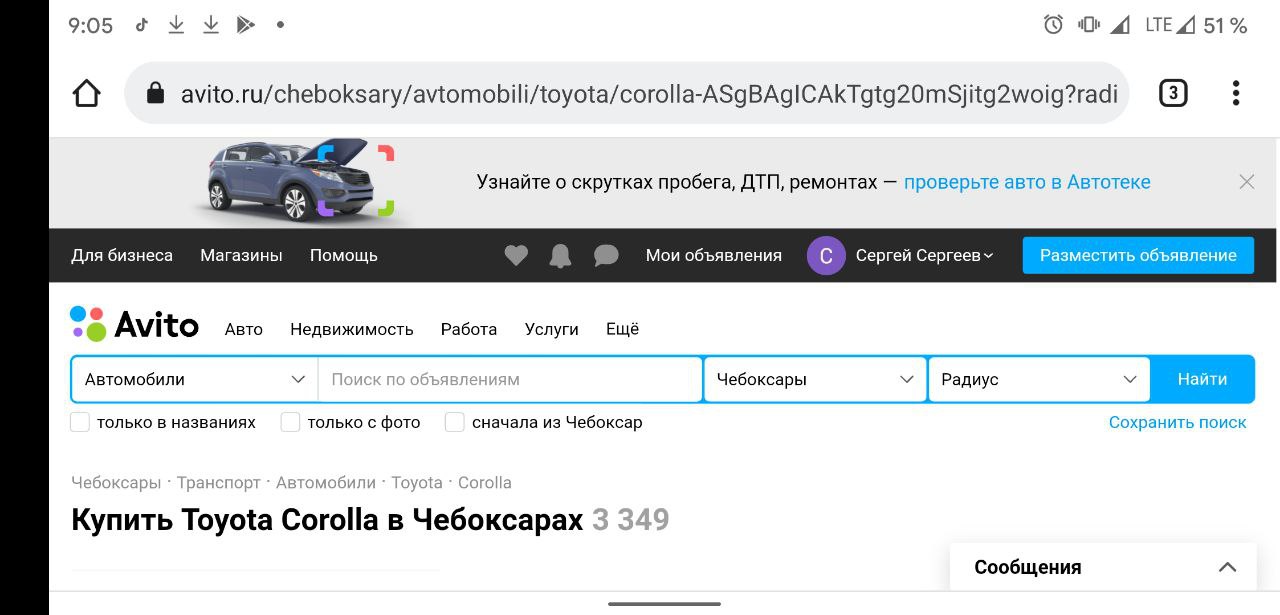 9:05 LTE 51 %
avito.ru/cheboksary/avtomobili/toyota/corolla-ASgBAgICAkTgtg20mSjitg2woig?radi 3
Узнайте о скрутках пробега, ДТП, ремонтах — проверьте авто в Автотеке
Для бизнеса Магазины Помощь Мои объявления С Сергей Сергеев Разместить объявление
Avito Авто Недвижимость Работа Услуги Ещё
Автомобили Поиск по объявлениям Чебоксары Радиус Найти
только в названиях только с фото сначала из Чебоксар Сохранить поиск
Чебоксары · Транспорт · Автомобили · Toyota · Corolla
Купить Toyota Corolla в Чебоксарах 3 349
Сообщения